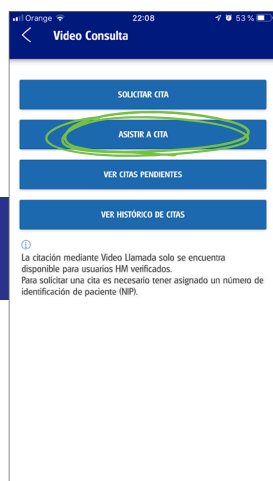 Orange 22:08 53 %
Video Consulta
SOLICITAR CITA
ASISTIR A CITA
VER CITAS PENDIENTES
VER HISTÓRICO DE CITAS
La citación mediante Video Llamada solo se encuentra
disponible para usuarios HM verificados.
Para solicitar una cita es necesario tener asignado un número de
identificación de paciente (NIP).